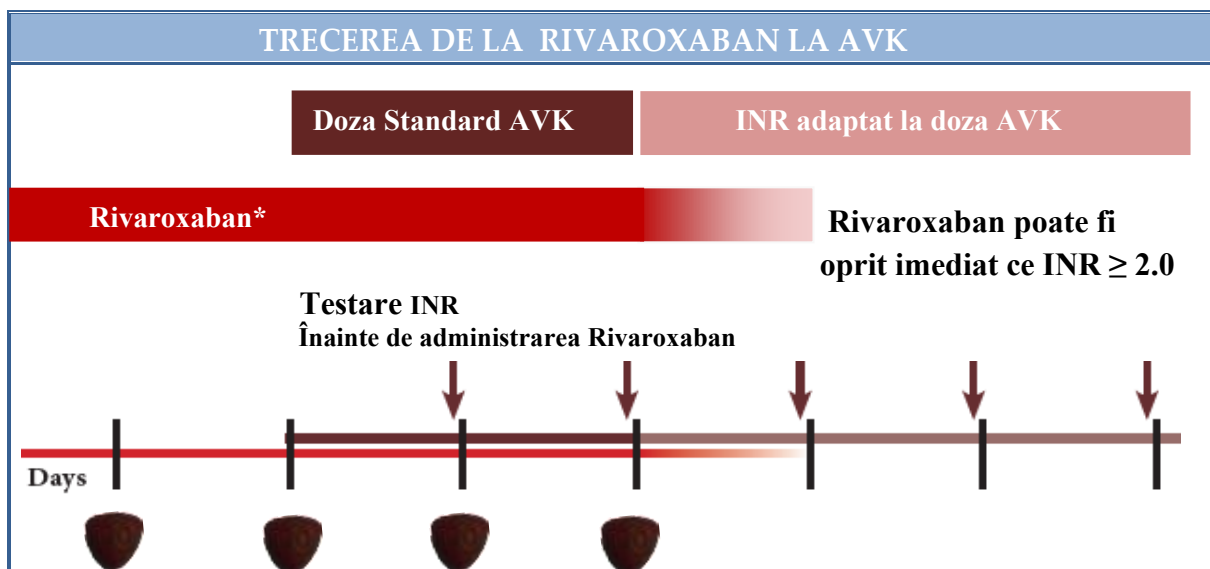 TRECEREA DE LA RIVAROXABAN LA AVK
Doza Standard AVK
INR adaptat la doza AVK
Rivaroxaban*
Rivaroxaban poate fi
oprit imediat ce INR ≥ 2.0
Testare INR
Înainte de administrarea Rivaroxaban
Days